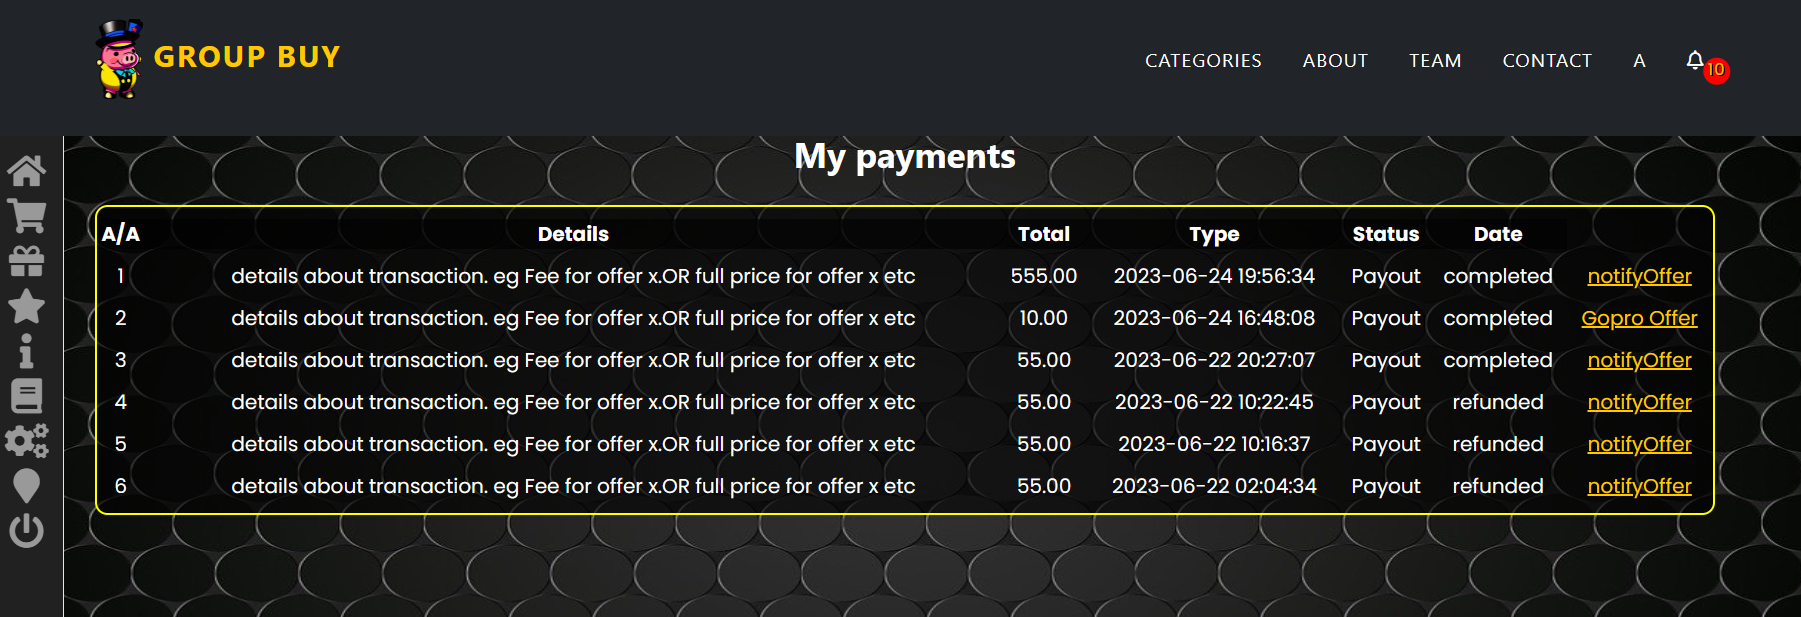 GROUP BUY
CATEGORIES ABOUT TEAM CONTACT A 10
My payments
A/A Details Total Type Status Date
1 details about transaction. eg Fee for offer x.OR full price for offer x etc 555.00 2023-06-24 19:56:34 Payout completed notifyOffer
2 details about transaction. eg Fee for offer x.OR full price for offer x etc 10.00 2023-06-24 16:48:08 Payout completed Gopro Offer
3 details about transaction. eg Fee for offer x.OR full price for offer x etc 55.00 2023-06-22 20:27:07 Payout completed notifyOffer
4 details about transaction. eg Fee for offer x.OR full price for offer x etc 55.00 2023-06-22 10:22:45 Payout refunded notifyOffer
5 details about transaction. eg Fee for offer x.OR full price for offer x etc 55.00 2023-06-22 10:16:37 Payout refunded notifyOffer
6 details about transaction. eg Fee for offer x.OR full price for offer x etc 55.00 2023-06-22 02:04:34 Payout refunded notifyOffer